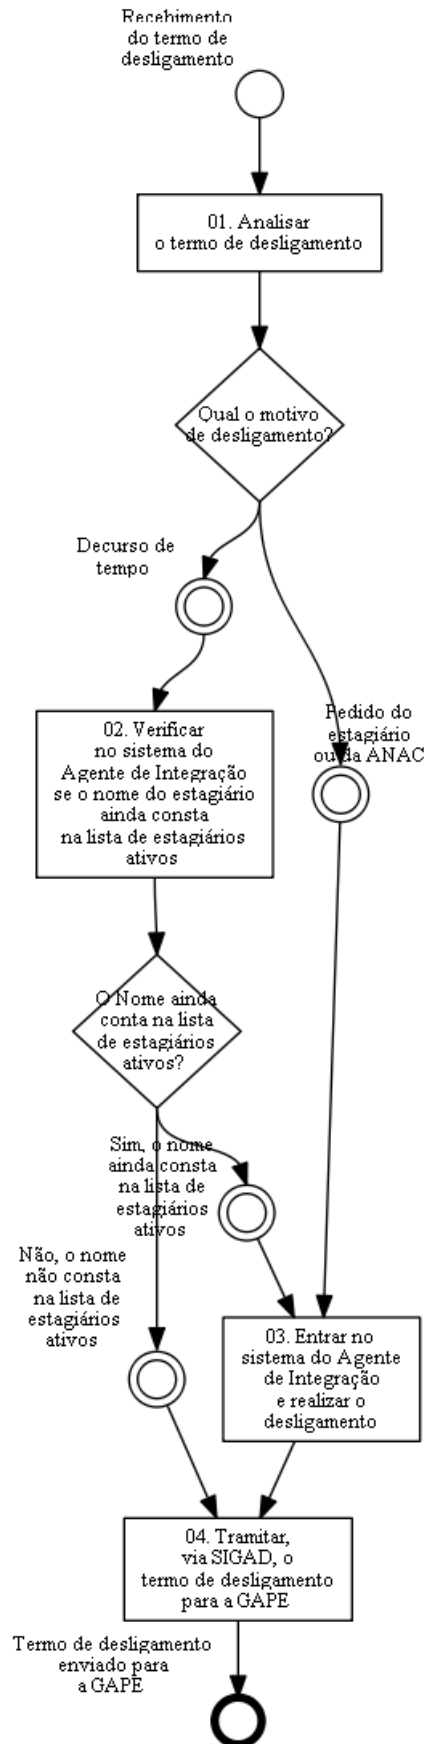 Recebimento
do termo de
desligamento
01. Analisar
o termo de desligamento
Qual o motivo
de desligamento?
Decurso de
tempo
02. Verificar
no sistema do
Agente de Integração
se o nome do estagiário
ainda consta
na lista de estagiários
ativos
Pedido do
estagiário
ou da ANAC
O Nome ainda
conta na lista
de estagiários
ativos?
Sim, o nome
ainda consta
na lista de
estagiários
ativos
Não, o nome
não consta
na lista de
estagiários
ativos
03. Entrar no
sistema do Agente
de Integração
e realizar o
desligamento
04. Tramitar,
via SIGAD, o
termo de desligamento
para a GAPE
Termo de desligamento
enviado para
a GAPE